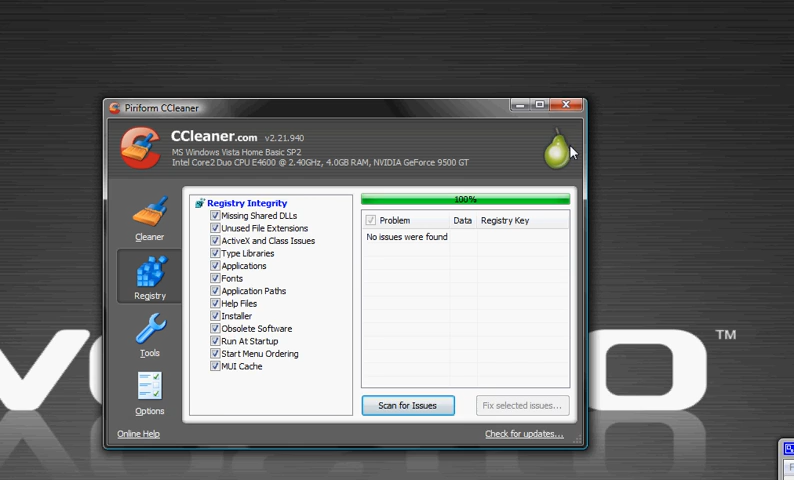 Piriform CCleaner
CCleaner.com v2.21.940
MS Windows Vista Home Basic SP2
Intel Core2 Duo CPU E4600 @ 2.40GHz, 4.0GB RAM, NVIDIA GeForce 9500 GT
Cleaner
Registry
Tools
Options
Registry Integrity
Missing Shared DLLs
Unused File Extensions
ActiveX and Class Issues
Type Libraries
Applications
Fonts
Application Paths
Help Files
Installer
Obsolete Software
Run At Startup
Start Menu Ordering
MUI Cache
100%
Problem Data Registry Key
No issues were found
Scan for Issues Fix selected issues...
Online Help Check for updates...
TM